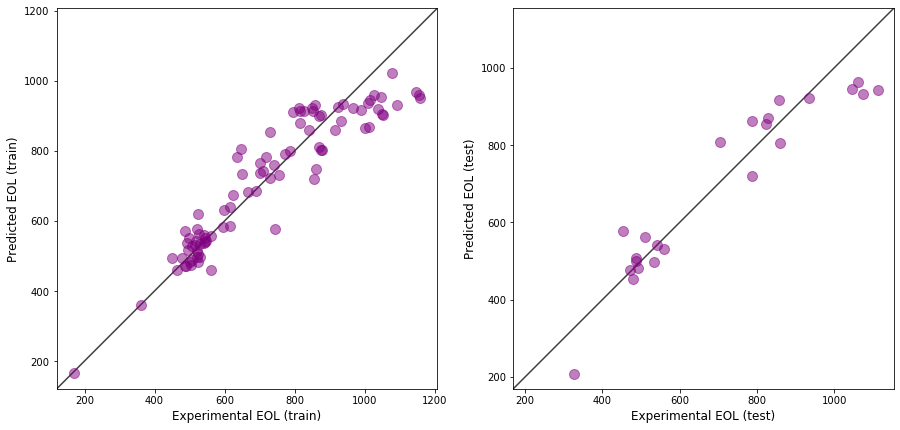 1200
1000
800
600
400
200
Predicted EOL (train)
200 400 600 800 1000 1200
Experimental EOL (train)
1000
800
600
400
200
Predicted EOL (test)
200 400 600 800 1000
Experimental EOL (test)